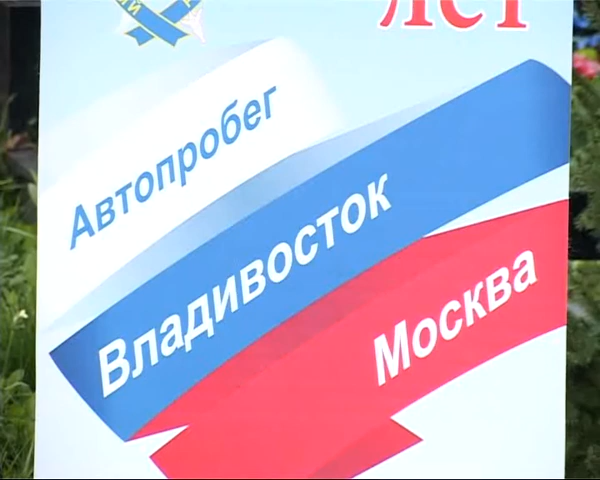 лет
Автопробег
Владивосток
Москва